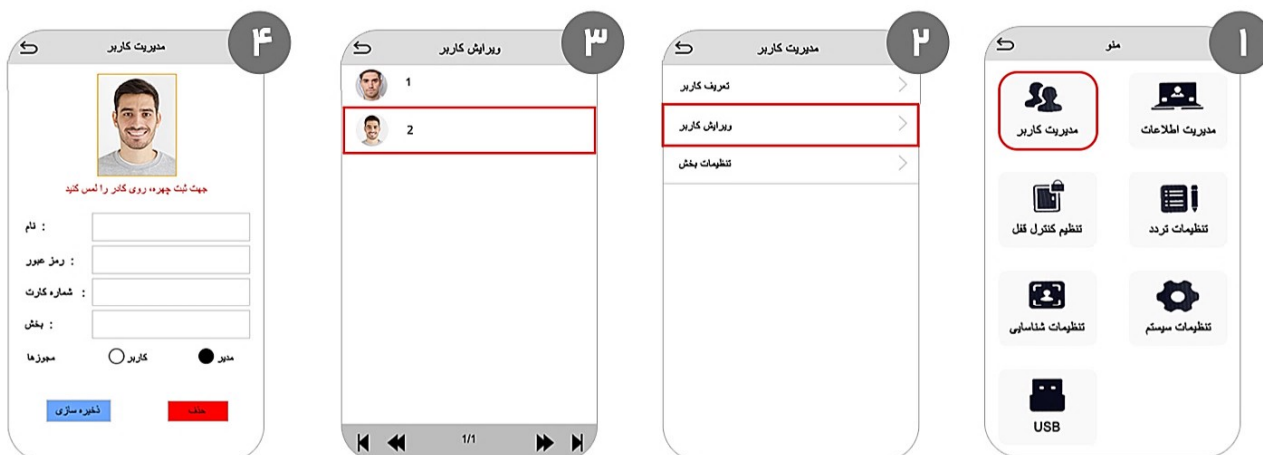 ۱
منو
مدیریت کاربر
مدیریت اطلاعات
تنظیم کنترل قفل
تنظیمات تردد
تنظیمات شناسایی
تنظیمات سیستم
USB
۲
مدیریت کاربر
تعریف کاربر
ویرایش کاربر
تنظیمات بخش
۳
ویرایش کاربر
1
2
1/1
۴
مدیریت کاربر
جهت ثبت چهره، روی کادر را لمس کنید
نام :
رمز عبور :
شماره کارت :
بخش :
مجوزها کاربر مدیر
ذخیره سازی
حذف